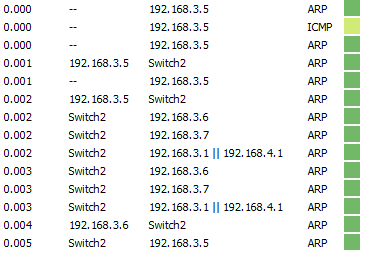 0.000 -- 192.168.3.5 ARP
0.000 -- 192.168.3.5 ICMP
0.000 -- 192.168.3.5 ARP
0.001 192.168.3.5 Switch2 ARP
0.001 -- 192.168.3.5 ARP
0.002 192.168.3.5 Switch2 ARP
0.002 Switch2 192.168.3.6 ARP
0.002 Switch2 192.168.3.7 ARP
0.002 Switch2 192.168.3.1 || 192.168.4.1 ARP
0.003 Switch2 192.168.3.6 ARP
0.003 Switch2 192.168.3.7 ARP
0.003 Switch2 192.168.3.1 || 192.168.4.1 ARP
0.004 192.168.3.6 Switch2 ARP
0.005 Switch2 192.168.3.5 ARP